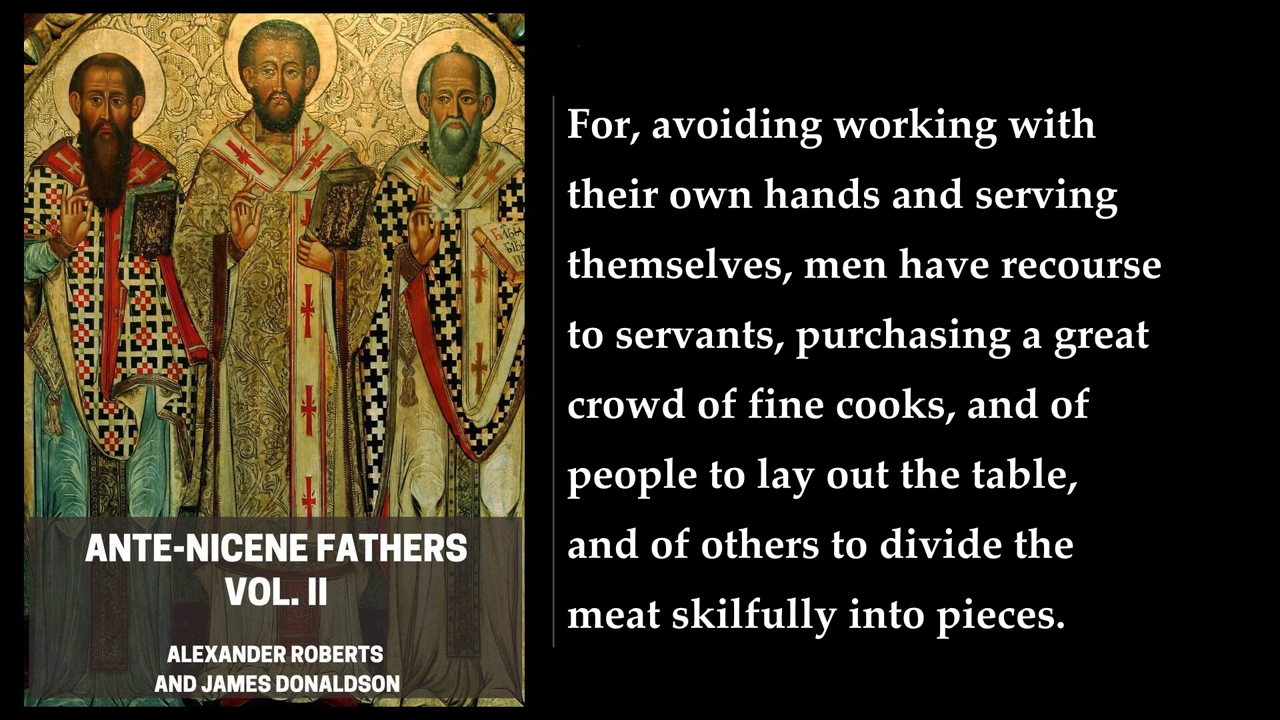 ANTE-NICENE FATHERS
VOL. II
ALEXANDER ROBERTS
AND JAMES DONALDSON
For, avoiding working with
their own hands and serving
themselves, men have recourse
to servants, purchasing a great
crowd of fine cooks, and of
people to lay out the table,
and of others to divide the
meat skilfully into pieces.